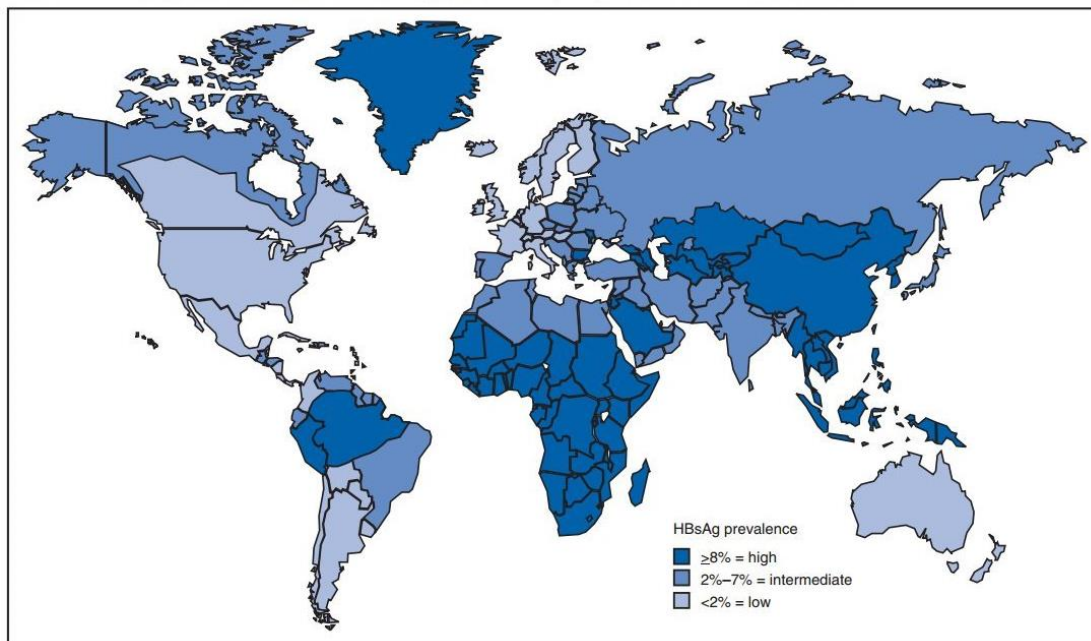 HBsAg prevalence
≥8% = high
2%–7% = intermediate
<2% = low